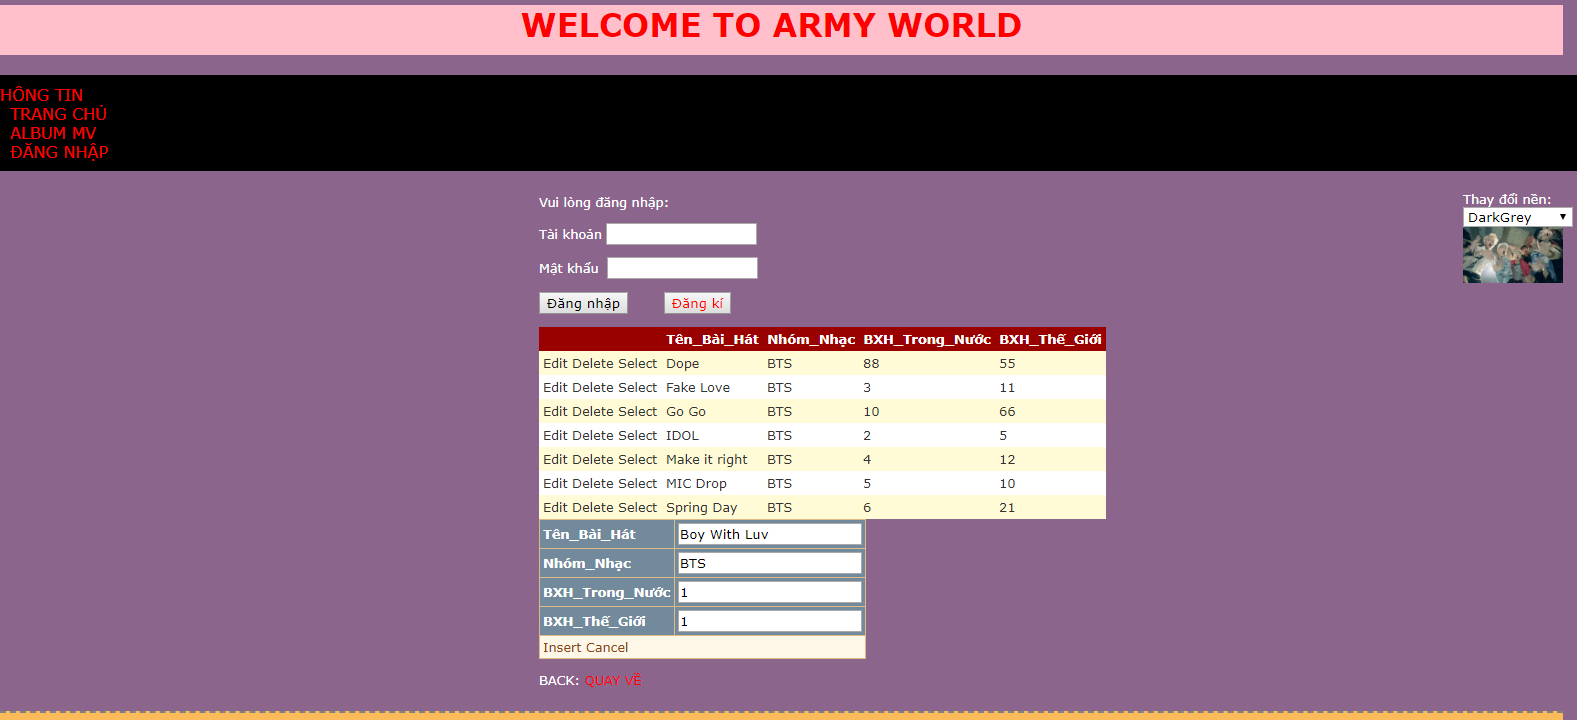 WELCOME TO ARMY WORLD
HÔNG TIN
TRANG CHỦ
ALBUM MV
ĐĂNG NHẬP
Vui lòng đăng nhập:
Tài khoản
Mật khẩu
Đăng nhập Đăng kí
Thay đổi nền:
DarkGrey
Tên_Bài_Hát Nhóm_Nhạc BXH_Trong_Nước BXH_Thế_Giới
Edit Delete Select Dope BTS 88 55
Edit Delete Select Fake Love BTS 3 11
Edit Delete Select Go Go BTS 10 66
Edit Delete Select IDOL BTS 2 5
Edit Delete Select Make it right BTS 4 12
Edit Delete Select MIC Drop BTS 5 10
Edit Delete Select Spring Day BTS 6 21
Tên_Bài_Hát Boy With Luv
Nhóm_Nhạc BTS
BXH_Trong_Nước 1
BXH_Thế_Giới 1
Insert Cancel
BACK: QUAY VỀ